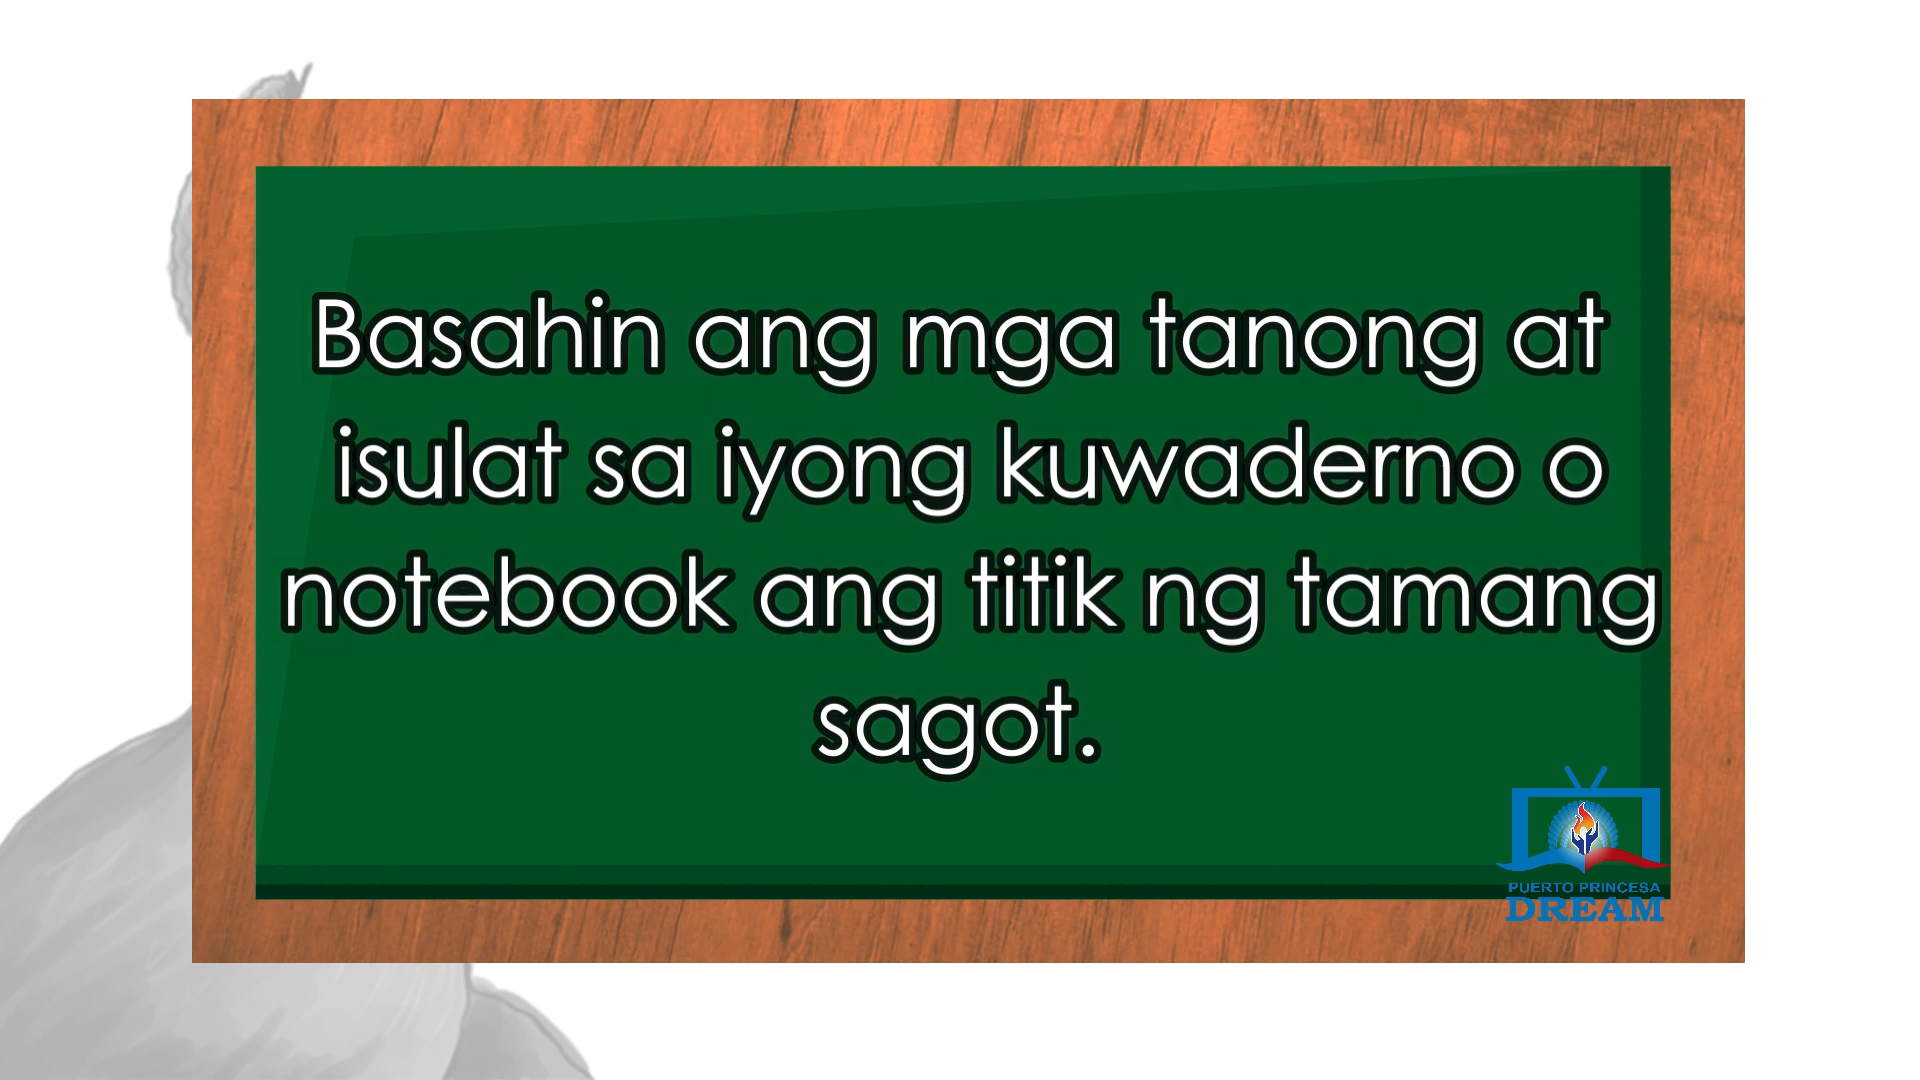 Basahin ang mga tanong at
isulat sa iyong kuwaderno o
notebook ang titik ng tamang
sagot.
PUERTO PRINCESA
DREAM